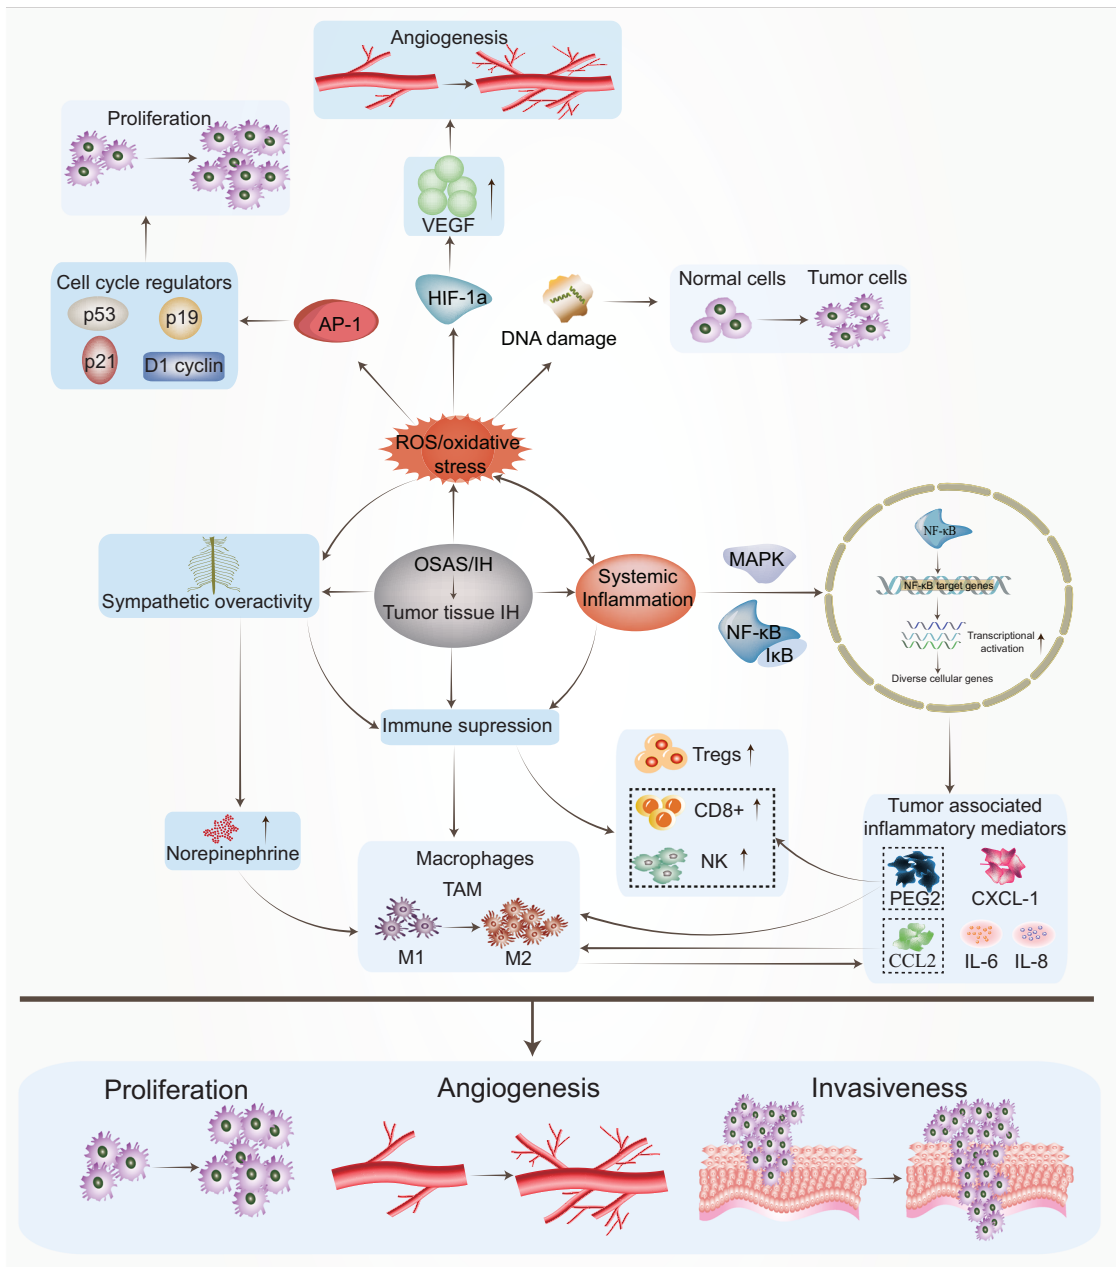 Angiogenesis
Proliferation
VEGF
Cell cycle regulators
p53
p19
p21
D1 cyclin
AP-1
HIF-1a
DNA damage
Normal cells
Tumor cells
ROS/oxidative
stress
Sympathetic overactivity
OSAS/IH
Tumor tissue IH
Systemic
Inflammation
MAPK
NF-κB
IκB
NF-κB
NF-κB target genes
Transcriptional
activation
Diverse cellular genes
Immune supression
Tregs
CD8+
NK
Norepinephrine
Macrophages
TAM
M1
M2
Tumor associated
inflammatory mediators
PEG2
CXCL-1
CCL2
IL-6
IL-8
Proliferation
Angiogenesis
Invasiveness